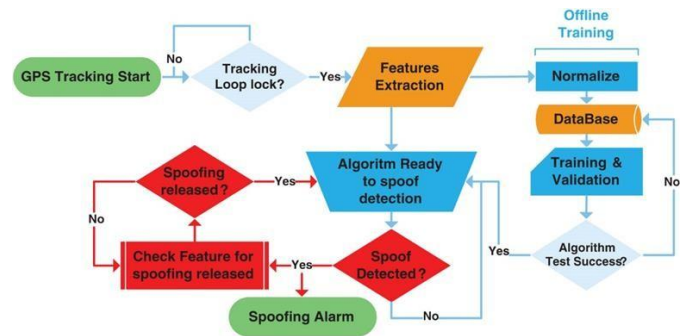 Offline
Training
GPS Tracking Start
No
Tracking
Loop lock?
Yes
Features
Extraction
Normalize
DataBase
Training &
Validation
No
Algorithm
Test Success?
Yes
Algoritm Ready
to spoof
detection
Spoofing
released?
Yes
No
Check Feature for
spoofing released
Yes
Spoof
Detected?
No
Spoofing Alarm